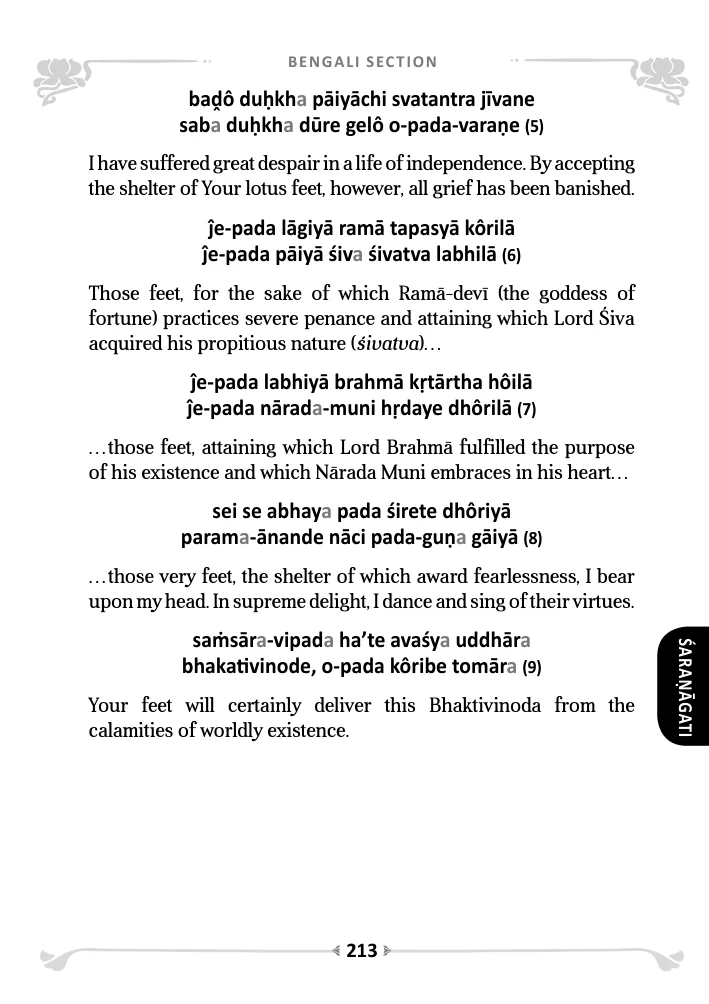 BENGALI SECTION
baḓô duḥkha pāiyāchi svatantra jīvane
saba duḥkha dūre gelô o-pada-varaṇe (5)
I have suffered great despair in a life of independence. By accepting
the shelter of Your lotus feet, however, all grief has been banished.
ĵe-pada lāgiyā ramā tapasyā kôrilā
ĵe-pada pāiyā śiva śivatva labhilā (6)
Those feet, for the sake of which Ramā-devī (the goddess of
fortune) practices severe penance and attaining which Lord Śiva
acquired his propitious nature (śivatva)…
ĵe-pada labhiyā brahmā kṛtārtha hôilā
ĵe-pada nārada-muni hṛdaye dhôrilā (7)
…those feet, attaining which Lord Brahmā fulfilled the purpose
of his existence and which Nārada Muni embraces in his heart…
sei se abhaya pada śirete dhôriyā
parama-ānande nāci pada-guṇa gāiyā (8)
…those very feet, the shelter of which award fearlessness, I bear
upon my head. In supreme delight, I dance and sing of their virtues.
saṁsāra-vipada ha’te avaśya uddhāra
bhakativinode, o-pada kôribe tomāra (9)
Your feet will certainly deliver this Bhaktivinoda from the
calamities of worldly existence.
ŚARAṆĀGATI
213